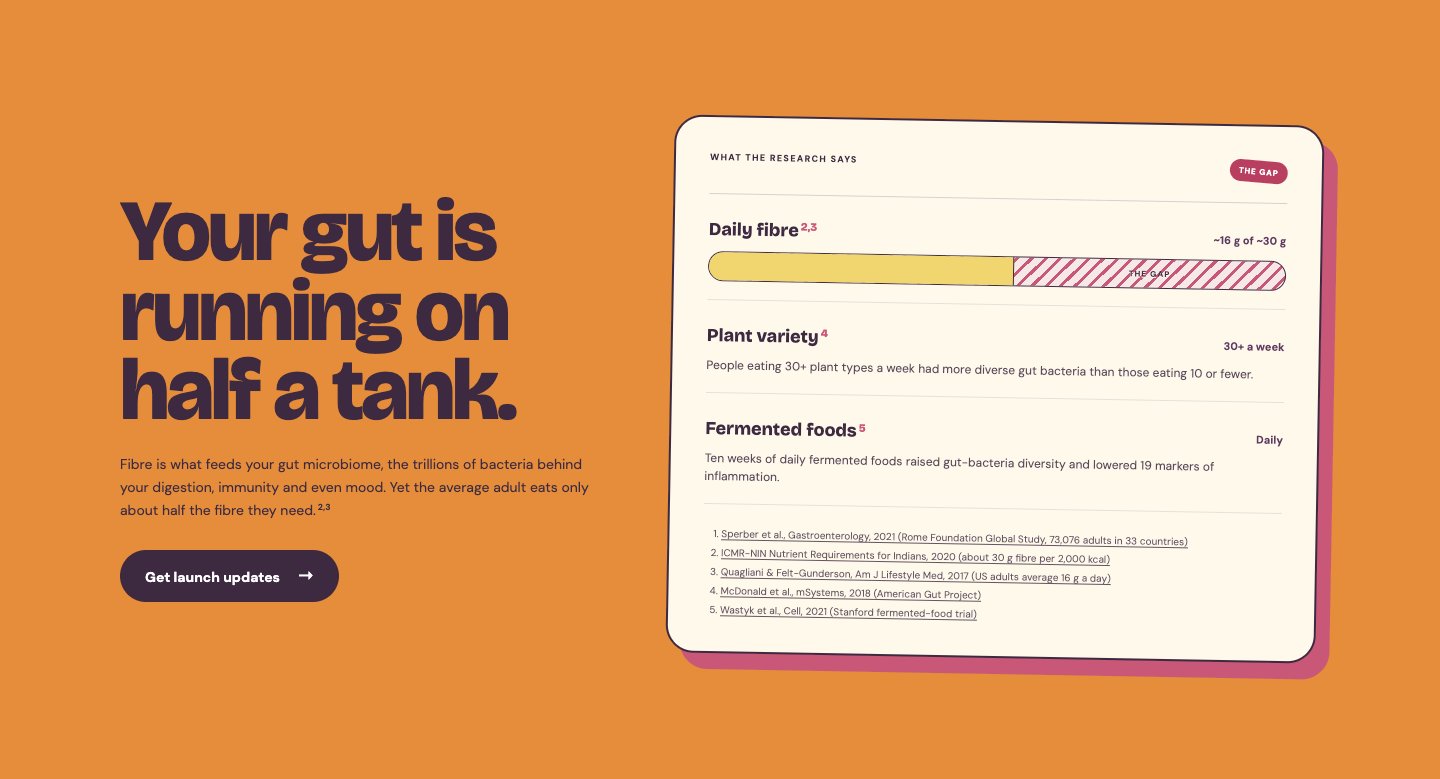 Your gut is
running on
half a tank.
Fibre is what feeds your gut microbiome, the trillions of bacteria behind
your digestion, immunity and even mood. Yet the average adult eats only
about half the fibre they need. 2,3
Get launch updates →
WHAT THE RESEARCH SAYS
THE GAP
Daily fibre 2,3
~16 g of ~30 g
THE GAP
Plant variety 4
30+ a week
People eating 30+ plant types a week had more diverse gut bacteria than those eating 10 or fewer.
Fermented foods 5
Daily
Ten weeks of daily fermented foods raised gut-bacteria diversity and lowered 19 markers of
inflammation.
1. Sperber et al., Gastroenterology, 2021 (Rome Foundation Global Study, 73,076 adults in 33 countries)
2. ICMR-NIN Nutrient Requirements for Indians, 2020 (about 30 g fibre per 2,000 kcal)
3. Quagliani & Felt-Gunderson, Am J Lifestyle Med, 2017 (US adults average 16 g a day)
4. McDonald et al., mSystems, 2018 (American Gut Project)
5. Wastyk et al., Cell, 2021 (Stanford fermented-food trial)